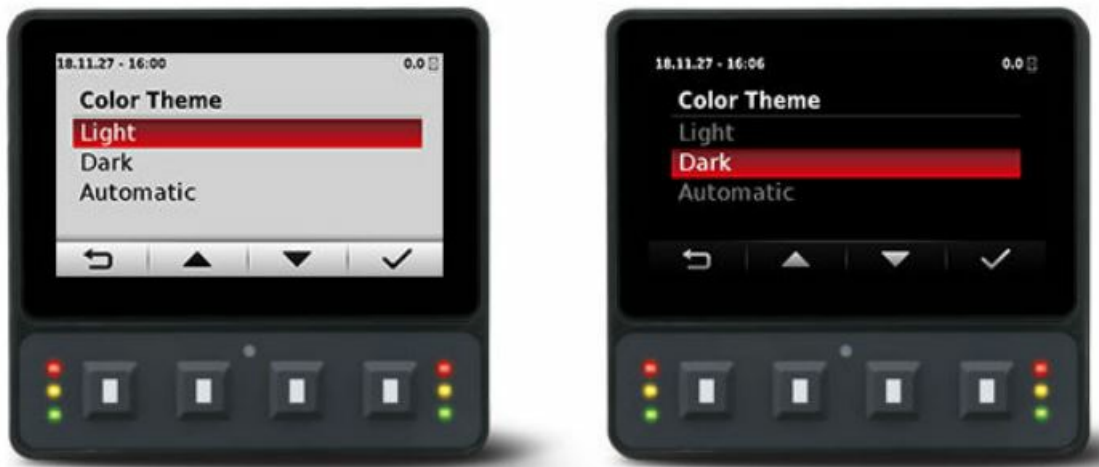 18.11.27 - 16:00 0.0
Color Theme
Light
Dark
Automatic
18.11.27 - 16:06 0.0
Color Theme
Light
Dark
Automatic